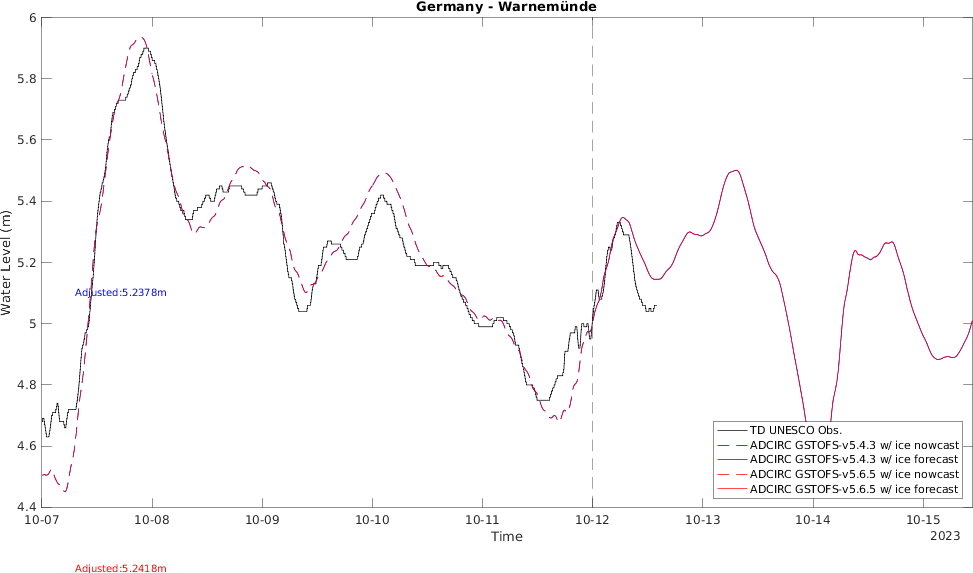 Germany - Warnemünde
6
5.8
5.6
5.4
5.2
5
4.8
4.6
4.4
Water Level (m)
Adjusted:5.2378m
TD UNESCO Obs.
ADCIRC GSTOFS-v5.4.3 w/ ice nowcast
ADCIRC GSTOFS-v5.4.3 w/ ice forecast
ADCIRC GSTOFS-v5.6.5 w/ ice nowcast
ADCIRC GSTOFS-v5.6.5 w/ ice forecast
10-07 10-08 10-09 10-10 10-11 10-12 10-13 10-14 10-15
Time
2023
Adjusted:5.2418m